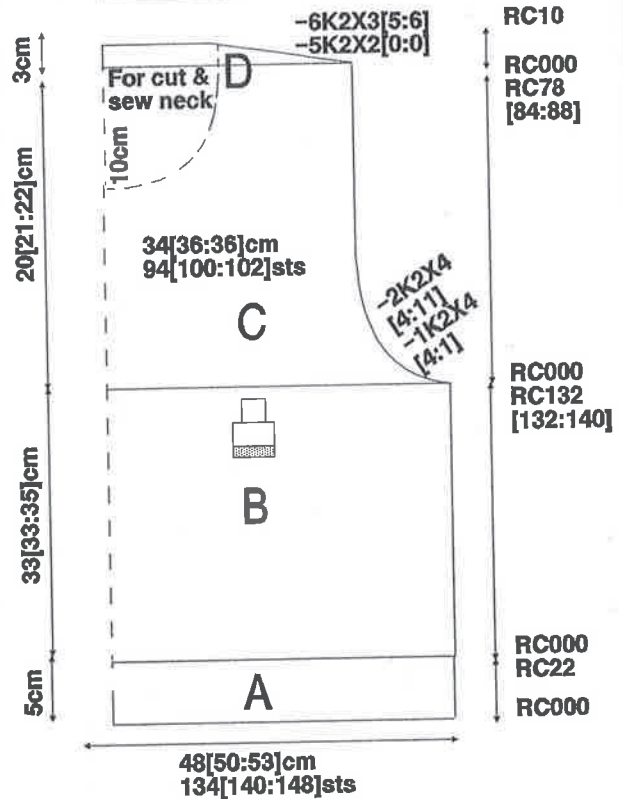 -6K2X3[5:6]
-5K2X2[0:0]
RC10
3cm
D
RC000
For cut &
sew neck
RC78
[84:88]
10cm
20[21:22]cm
34[36:36]cm
94[100:102]sts
-2K2X4
[4:11]
-1K2X4
[4:1]
C
RC000
RC132
[132:140]
B
33[33:35]cm
RC000
RC22
A
5cm
RC000
48[50:53]cm
134[140:148]sts